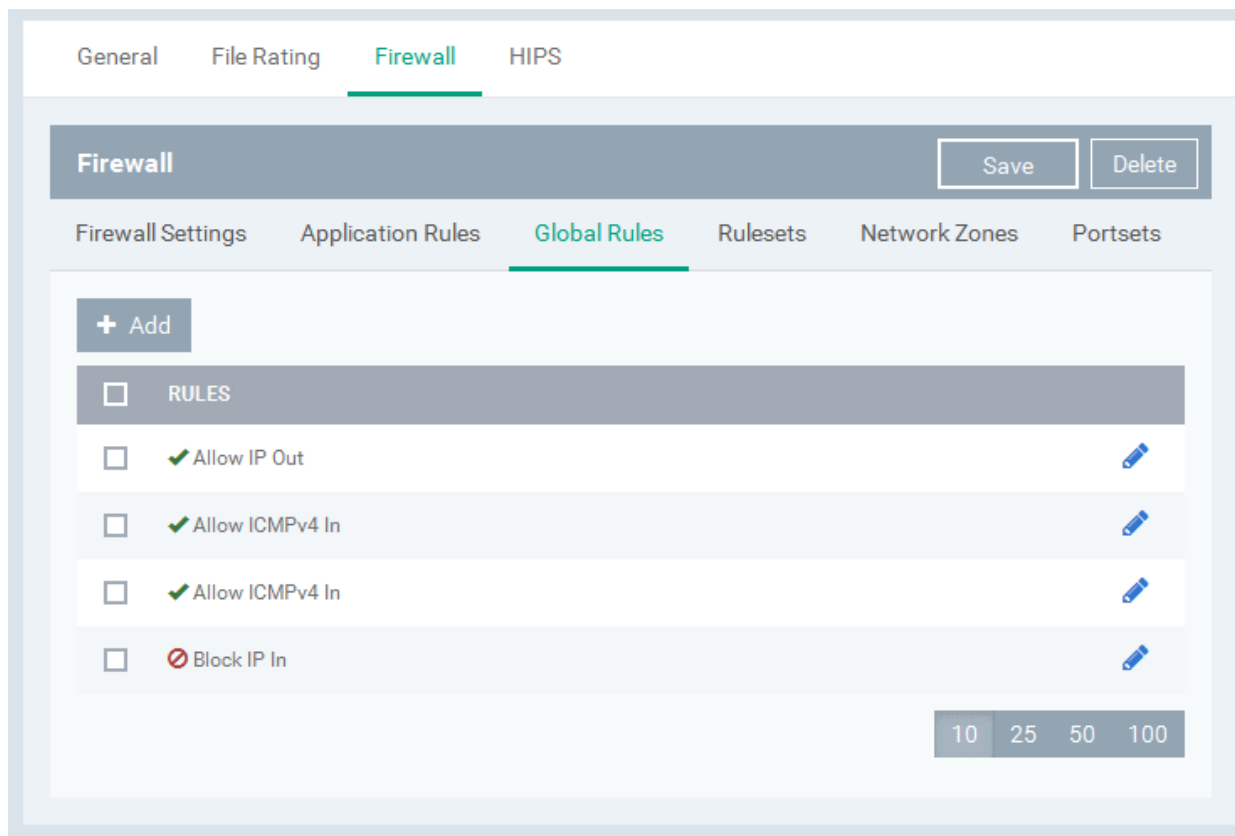 General File Rating Firewall HIPS
Firewall Save Delete
Firewall Settings Application Rules Global Rules Rulesets Network Zones Portsets
Add
RULES
Allow IP Out
Allow ICMPv4 In
Allow ICMPv4 In
Block IP In
10 25 50 100